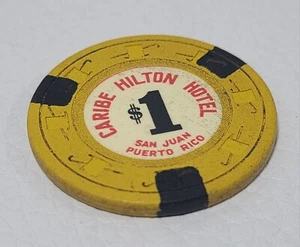 CARIBE HILTON HOTEL
$1
SAN JUAN
PUERTO RICO